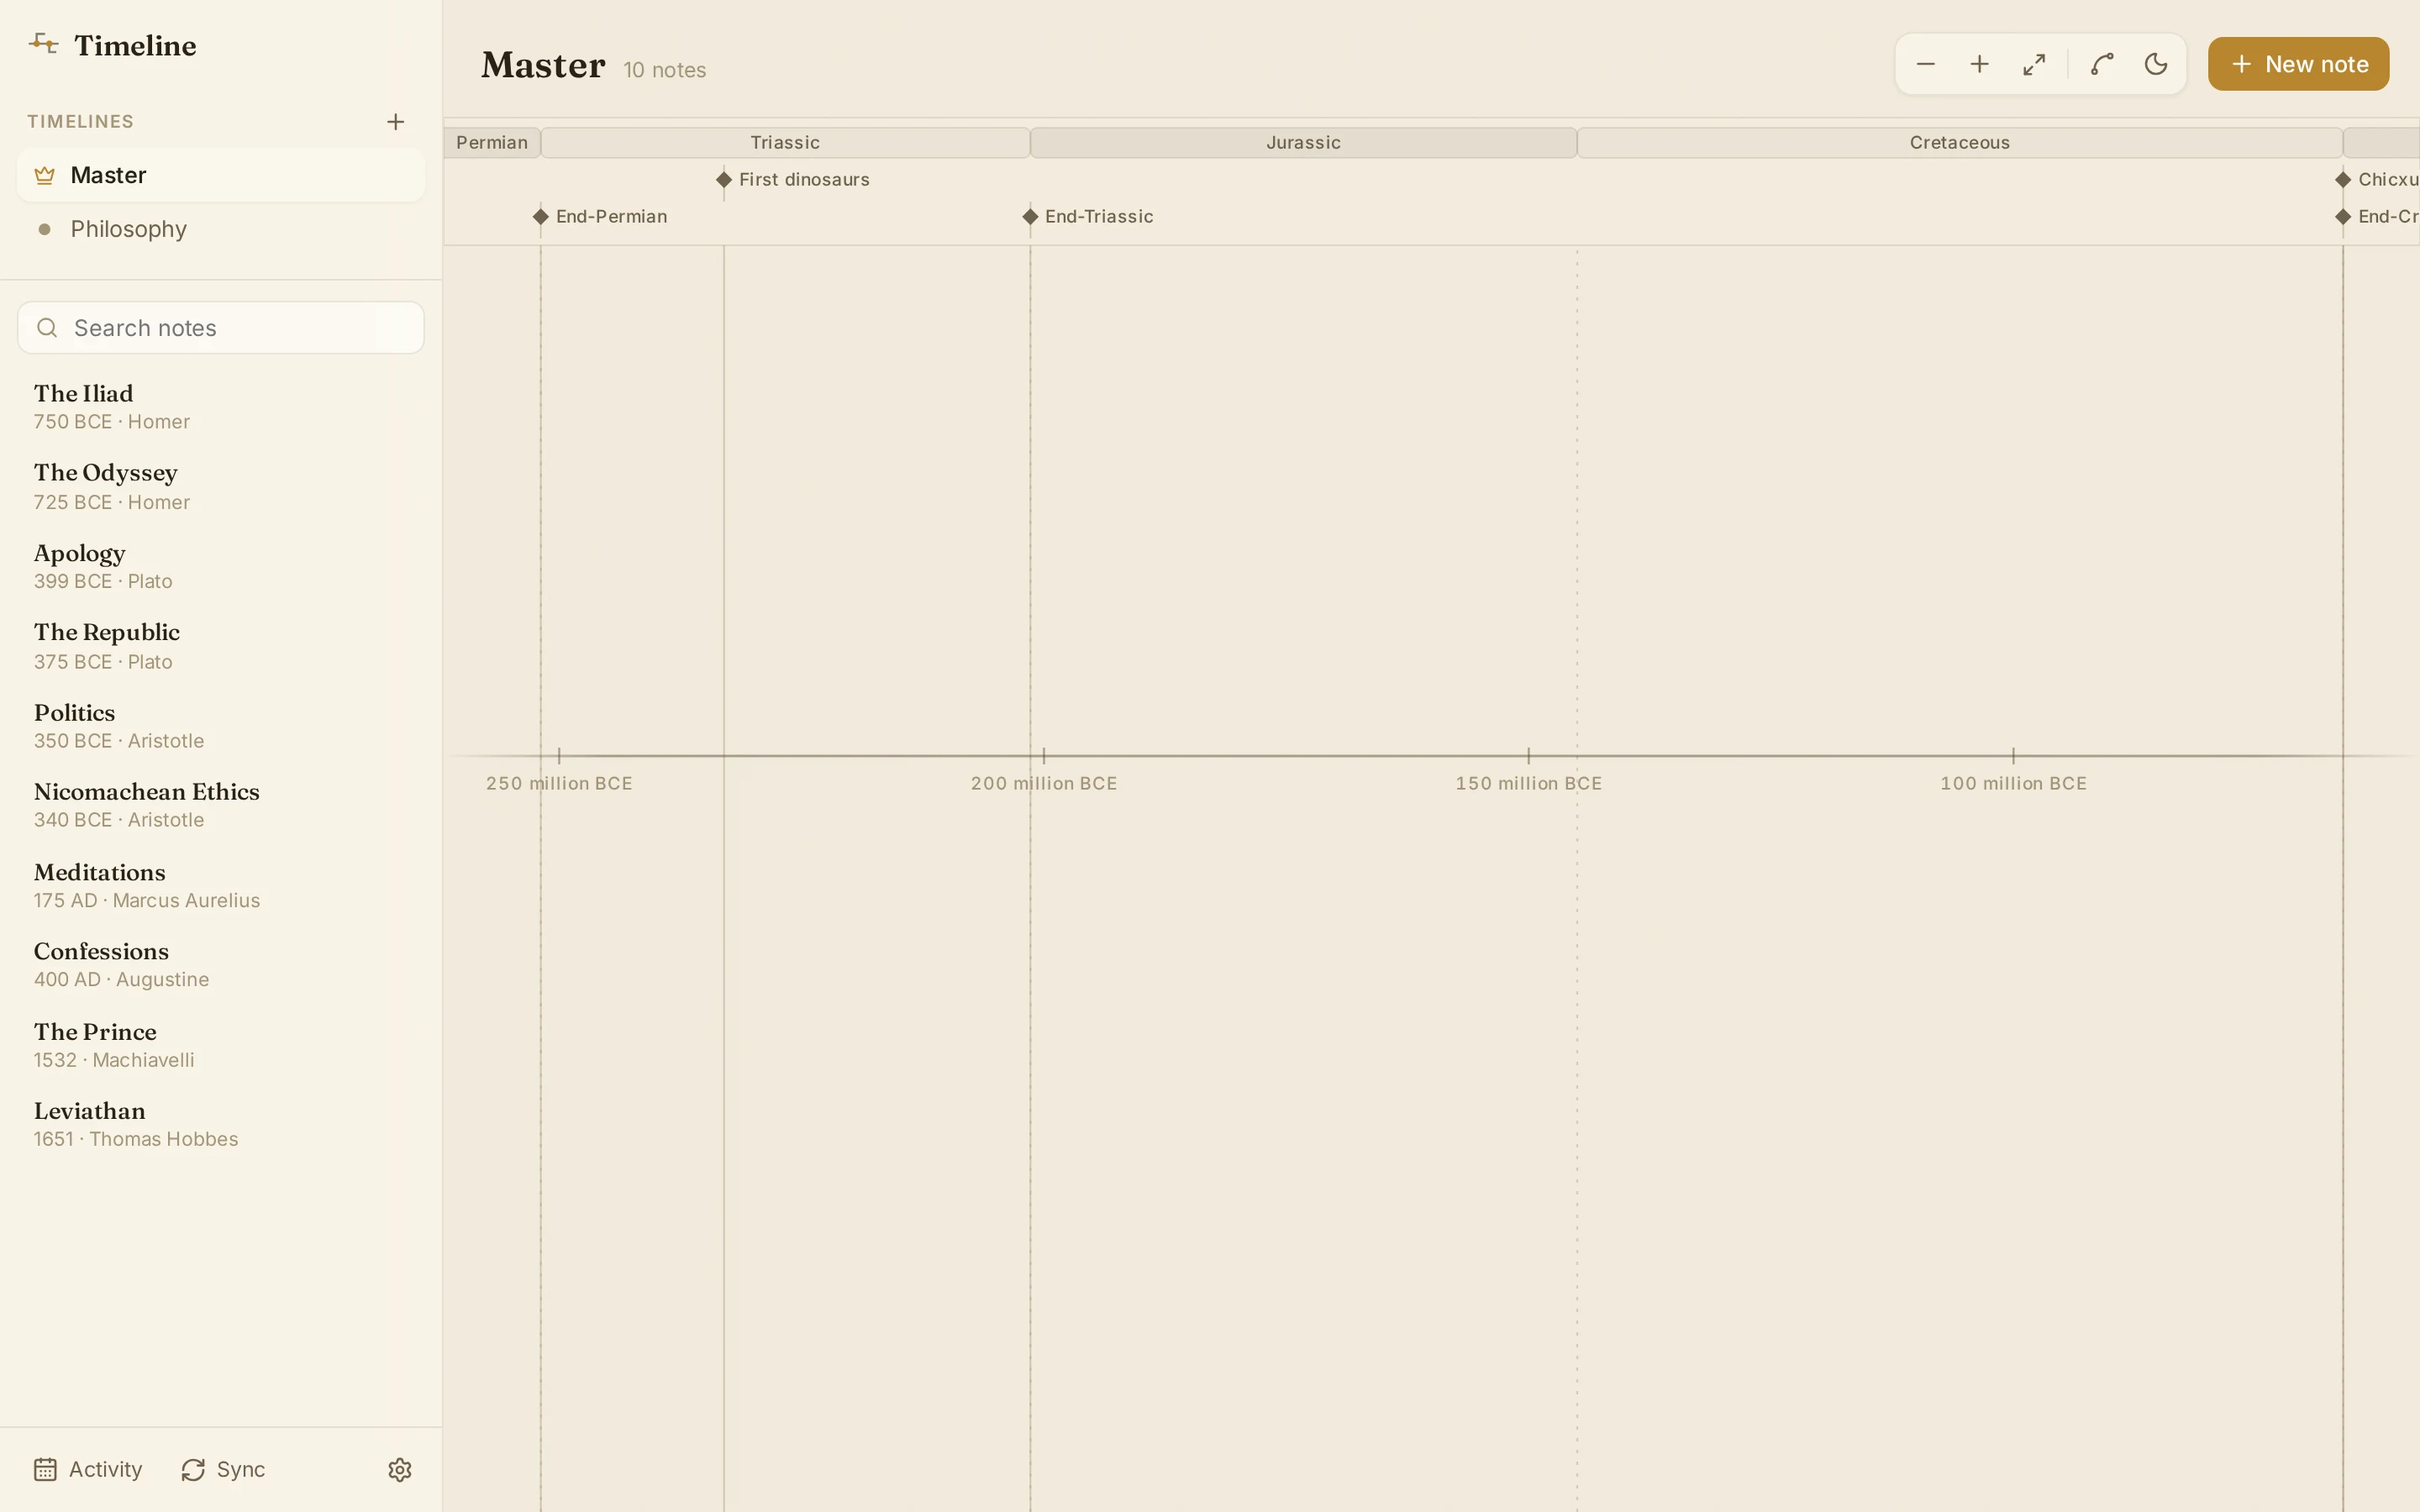 Timeline
TIMELINES
Master
Philosophy
Search notes
The Iliad
750 BCE · Homer
The Odyssey
725 BCE · Homer
Apology
399 BCE · Plato
The Republic
375 BCE · Plato
Politics
350 BCE · Aristotle
Nicomachean Ethics
340 BCE · Aristotle
Meditations
175 AD · Marcus Aurelius
Confessions
400 AD · Augustine
The Prince
1532 · Machiavelli
Leviathan
1651 · Thomas Hobbes
Activity Sync
Master 10 notes
New note
Permian Triassic Jurassic Cretaceous
First dinosaurs Chicxu
End-Permian End-Triassic End-Cr
250 million BCE 200 million BCE 150 million BCE 100 million BCE